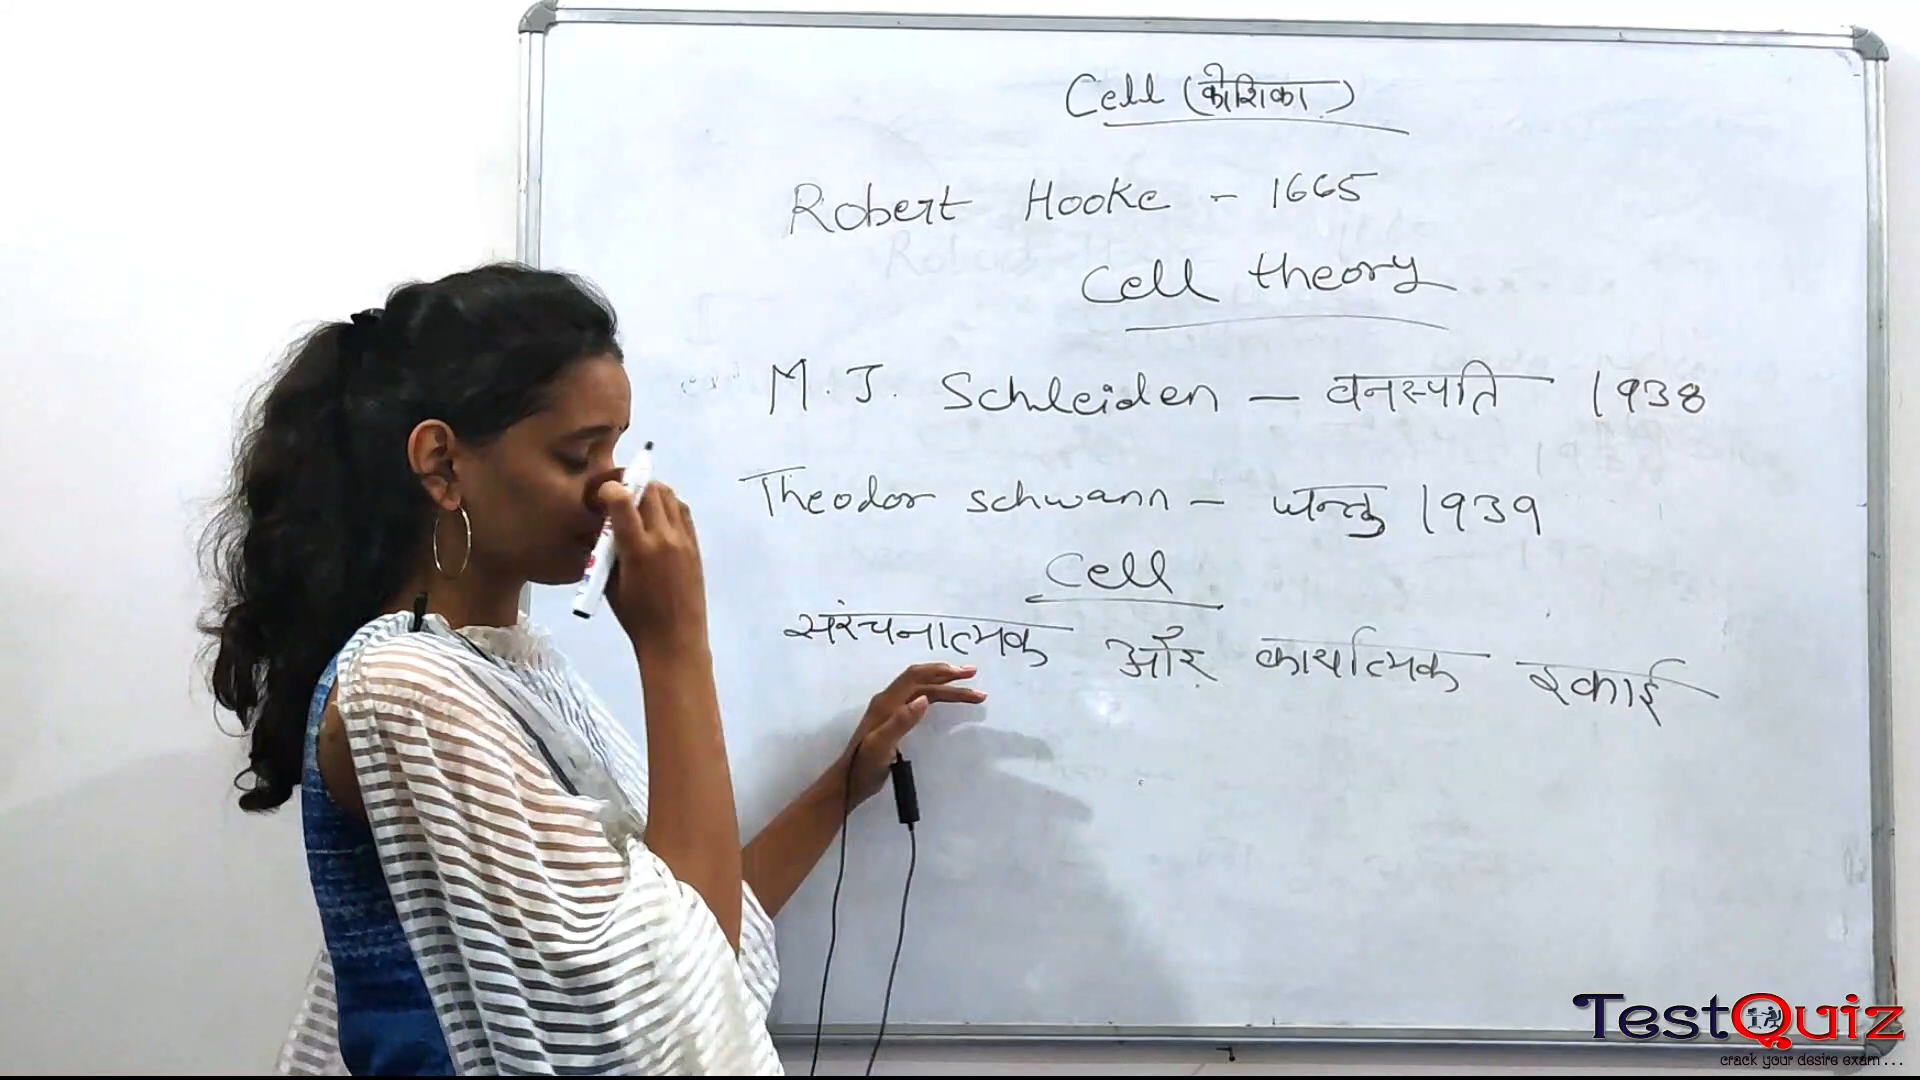 Cell (कोशिका)
Robert Hooke - 1665
Cell theory
M. J. Schleiden - वनस्पति 1938
Theodor Schwann - जन्तु 1939
Cell
संरचनात्मक और कार्यात्मक इकाई
TestQuiz
crack your desire exam...